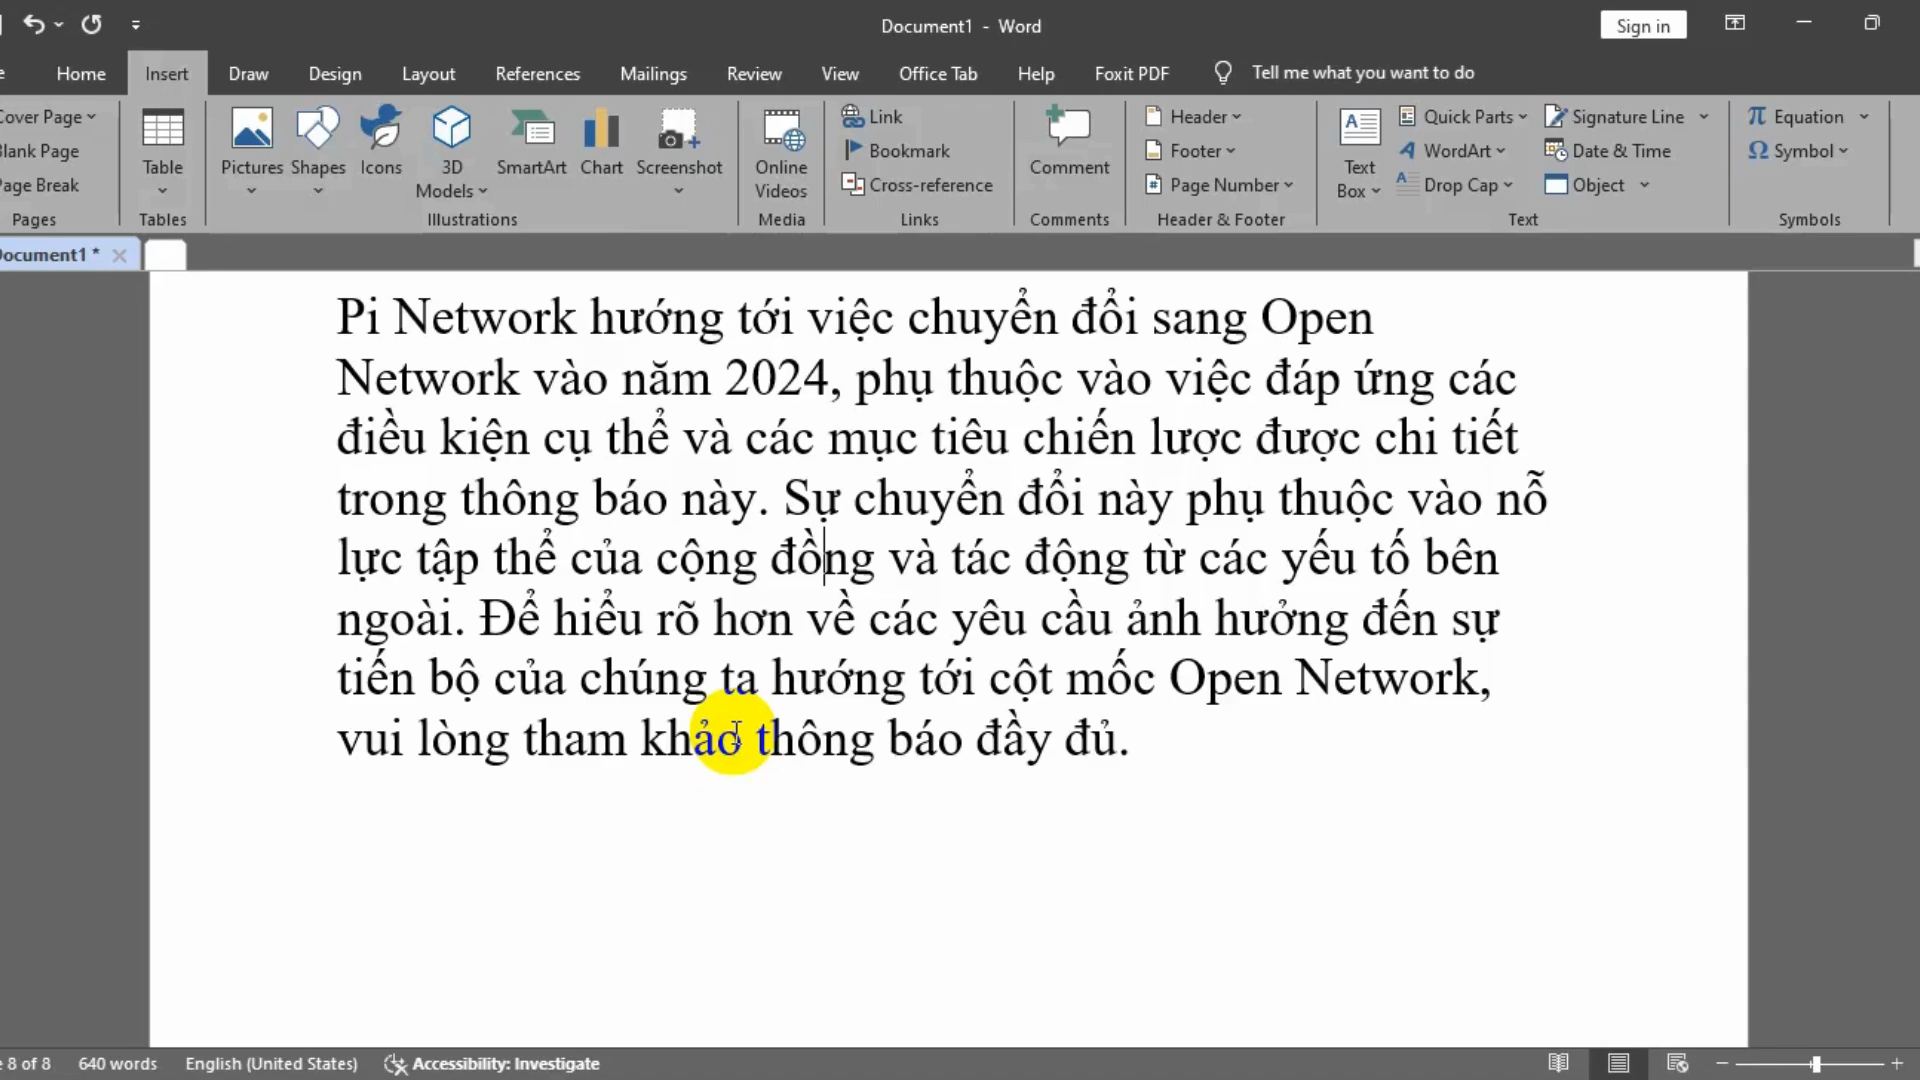 Document1 - Word
Sign in
Home Insert Draw Design Layout References Mailings Review View Office Tab Help Foxit PDF Tell me what you want to do
Cover Page
Blank Page
Page Break
Pages
Table
Tables
Pictures Shapes Icons 3D Models SmartArt Chart Screenshot
Illustrations
Online Videos
Media
Link
Bookmark
Cross-reference
Links
Comment
Comments
Header
Footer
Page Number
Header & Footer
Text Box
Quick Parts
WordArt
Drop Cap
Signature Line
Date & Time
Object
Text
Equation
Symbol
Symbols
Document1 *
Pi Network hướng tới việc chuyển đổi sang Open
Network vào năm 2024, phụ thuộc vào việc đáp ứng các
điều kiện cụ thể và các mục tiêu chiến lược được chi tiết
trong thông báo này. Sự chuyển đổi này phụ thuộc vào nỗ
lực tập thể của cộng đồng và tác động từ các yếu tố bên
ngoài. Để hiểu rõ hơn về các yêu cầu ảnh hưởng đến sự
tiến bộ của chúng ta hướng tới cột mốc Open Network,
vui lòng tham khảo thông báo đầy đủ.
8 of 8 640 words English (United States) Accessibility: Investigate